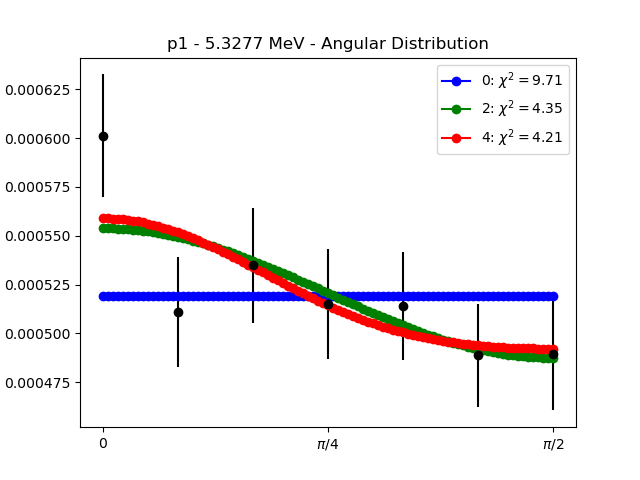 p1 - 5.3277 MeV - Angular Distribution
0: χ² = 9.71
2: χ² = 4.35
4: χ² = 4.21
0.000625
0.000600
0.000575
0.000550
0.000525
0.000500
0.000475
0 π/4 π/2